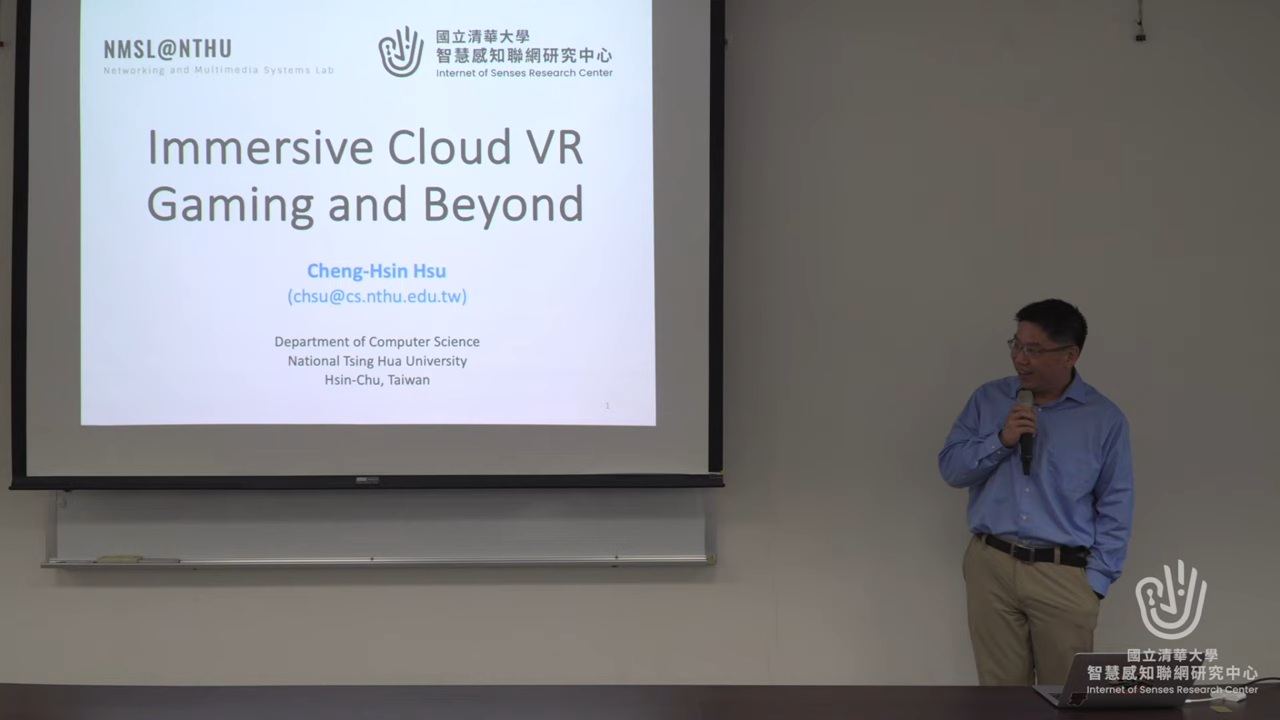 NMSL@NTHU
Networking and Multimedia Systems Lab
國立清華大學
智慧感知聯網研究中心
Internet of Senses Research Center
Immersive Cloud VR
Gaming and Beyond
Cheng-Hsin Hsu
(chsu@cs.nthu.edu.tw)
Department of Computer Science
National Tsing Hua University
Hsin-Chu, Taiwan
1
國立清華大學
智慧感知聯網研究中心
Internet of Senses Research Center